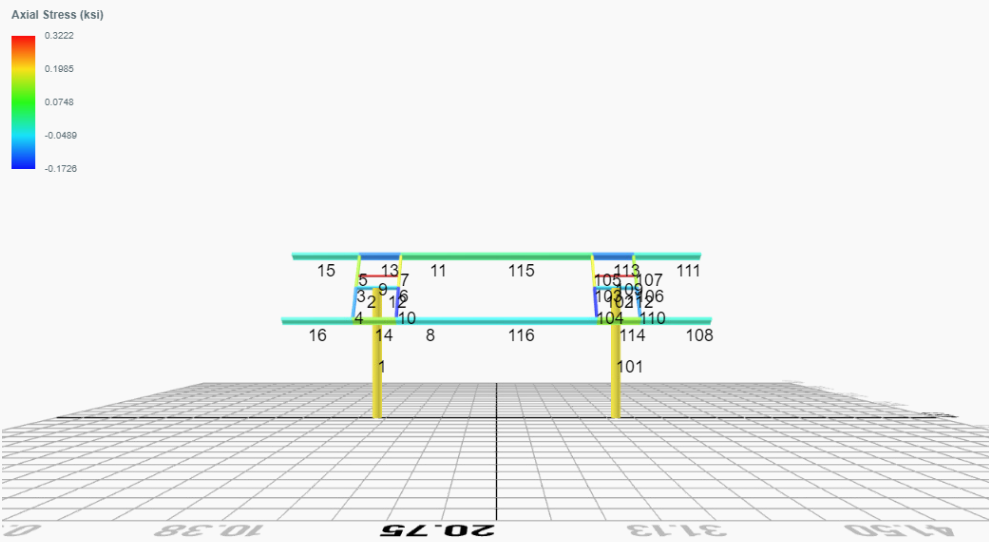 Axial Stress (ksi)
0.3222
0.1985
0.0748
-0.0489
-0.1726
15 13 11 115 113 111
5 7 105 107
9 109
3 6 103 106
2 12 102 112
4 10 104 110
16 14 8 116 114 108
1 101
10.38 20.75 31.13 41.50